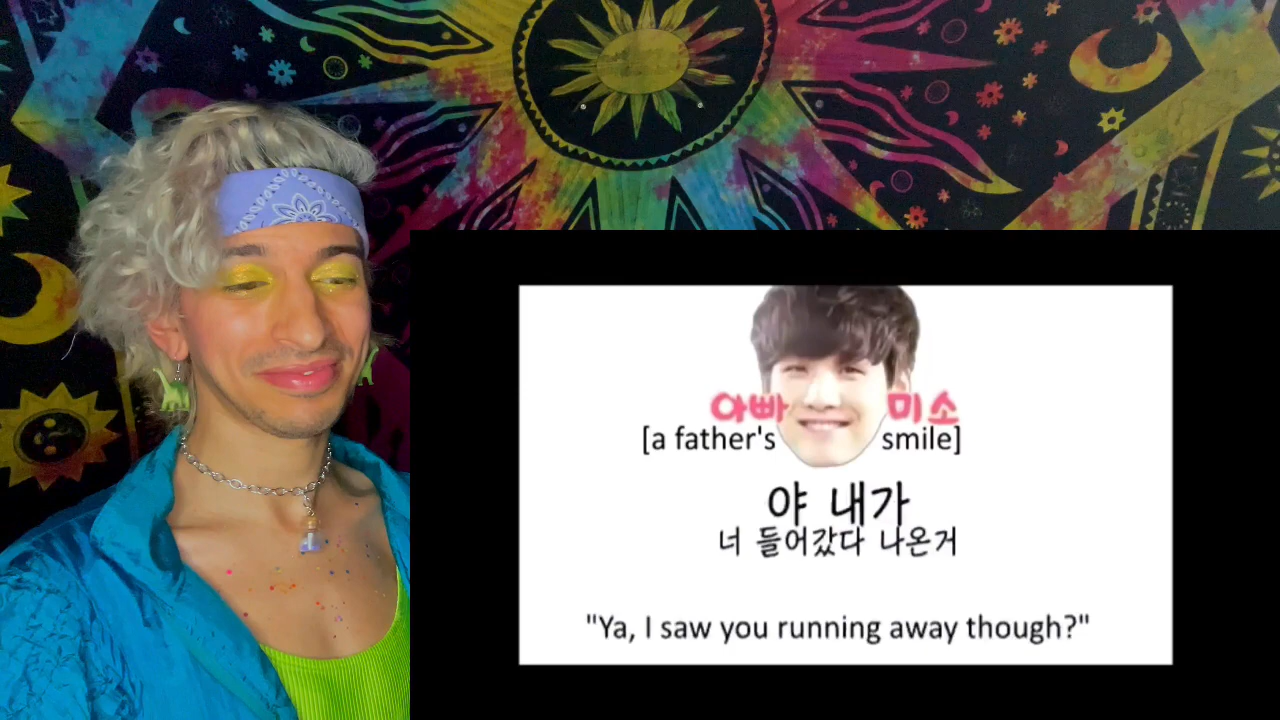 아빠 미소
[a father's smile]
야 내가
너 들어갔다 나온거
"Ya, I saw you running away though?"